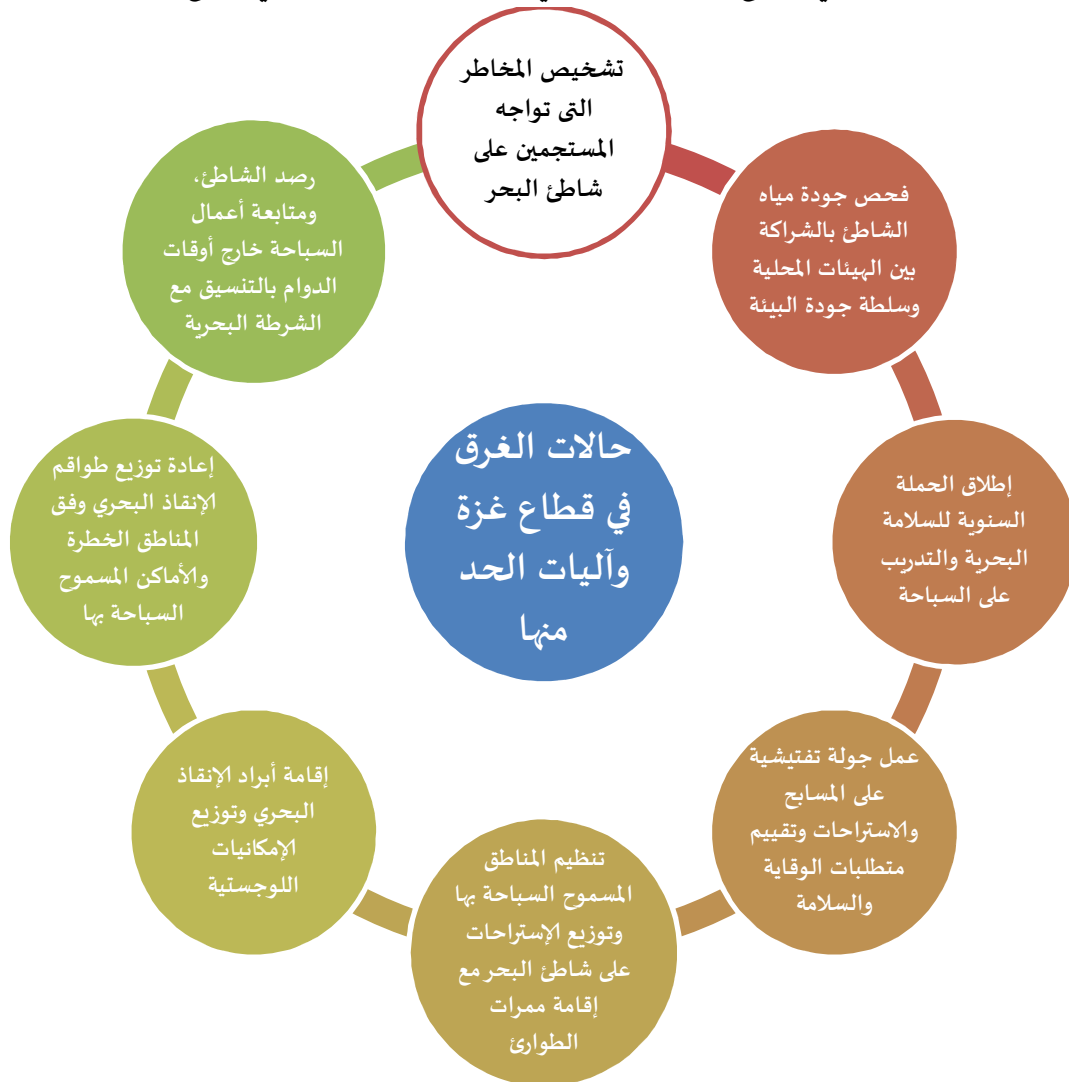 تشخيص المخاطر
التى تواجه
المستجمين على
شاطئ البحر
فحص جودة مياه
الشاطئ بالشراكة
بين الهيئات المحلية
وسلطة جودة البيئة
إطلاق الحملة
السنوية للسلامة
البحرية والتدريب
على السباحة
عمل جولة تفتيشية
على المسابح
والاستراحات وتقييم
متطلبات الوقاية
والسلامة
تنظيم المناطق
المسموح السباحة بها
وتوزيع الإستراحات
على شاطئ البحر مع
إقامة ممرات
الطوارئ
إقامة أبراد الإنقاذ
البحري وتوزيع
الإمكانيات
اللوجستية
إعادة توزيع طواقم
الإنقاذ البحري وفق
المناطق الخطرة
والأماكن المسموح
السباحة بها
رصد الشاطئ،
ومتابعة أعمال
السباحة خارج أوقات
الدوام بالتنسيق مع
الشرطة البحرية
حالات الغرق
في قطاع غزة
وآليات الحد
منها